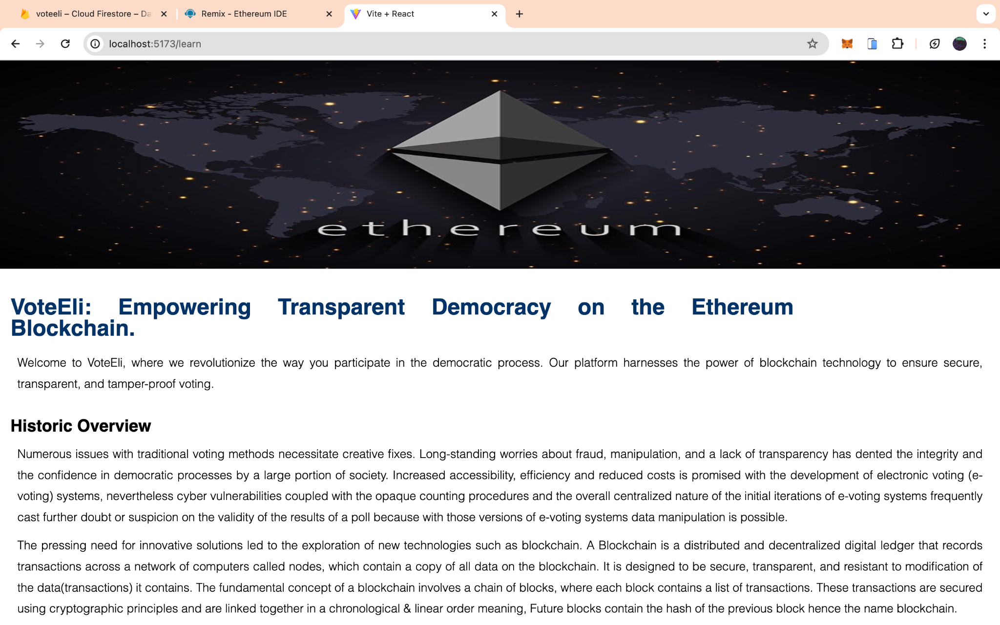 voteeli – Cloud Firestore – Da
Remix - Ethereum IDE
Vite + React
localhost:5173/learn
ethereum
VoteEli: Empowering Transparent Democracy on the Ethereum
Blockchain.
Welcome to VoteEli, where we revolutionize the way you participate in the democratic process. Our platform harnesses the power of blockchain technology to ensure secure,
transparent, and tamper-proof voting.
Historic Overview
Numerous issues with traditional voting methods necessitate creative fixes. Long-standing worries about fraud, manipulation, and a lack of transparency has dented the integrity and
the confidence in democratic processes by a large portion of society. Increased accessibility, efficiency and reduced costs is promised with the development of electronic voting (e-
voting) systems, nevertheless cyber vulnerabilities coupled with the opaque counting procedures and the overall centralized nature of the initial iterations of e-voting systems frequently
cast further doubt or suspicion on the validity of the results of a poll because with those versions of e-voting systems data manipulation is possible.
The pressing need for innovative solutions led to the exploration of new technologies such as blockchain. A Blockchain is a distributed and decentralized digital ledger that records
transactions across a network of computers called nodes, which contain a copy of all data on the blockchain. It is designed to be secure, transparent, and resistant to modification of
the data(transactions) it contains. The fundamental concept of a blockchain involves a chain of blocks, where each block contains a list of transactions. These transactions are secured
using cryptographic principles and are linked together in a chronological & linear order meaning, Future blocks contain the hash of the previous block hence the name blockchain.